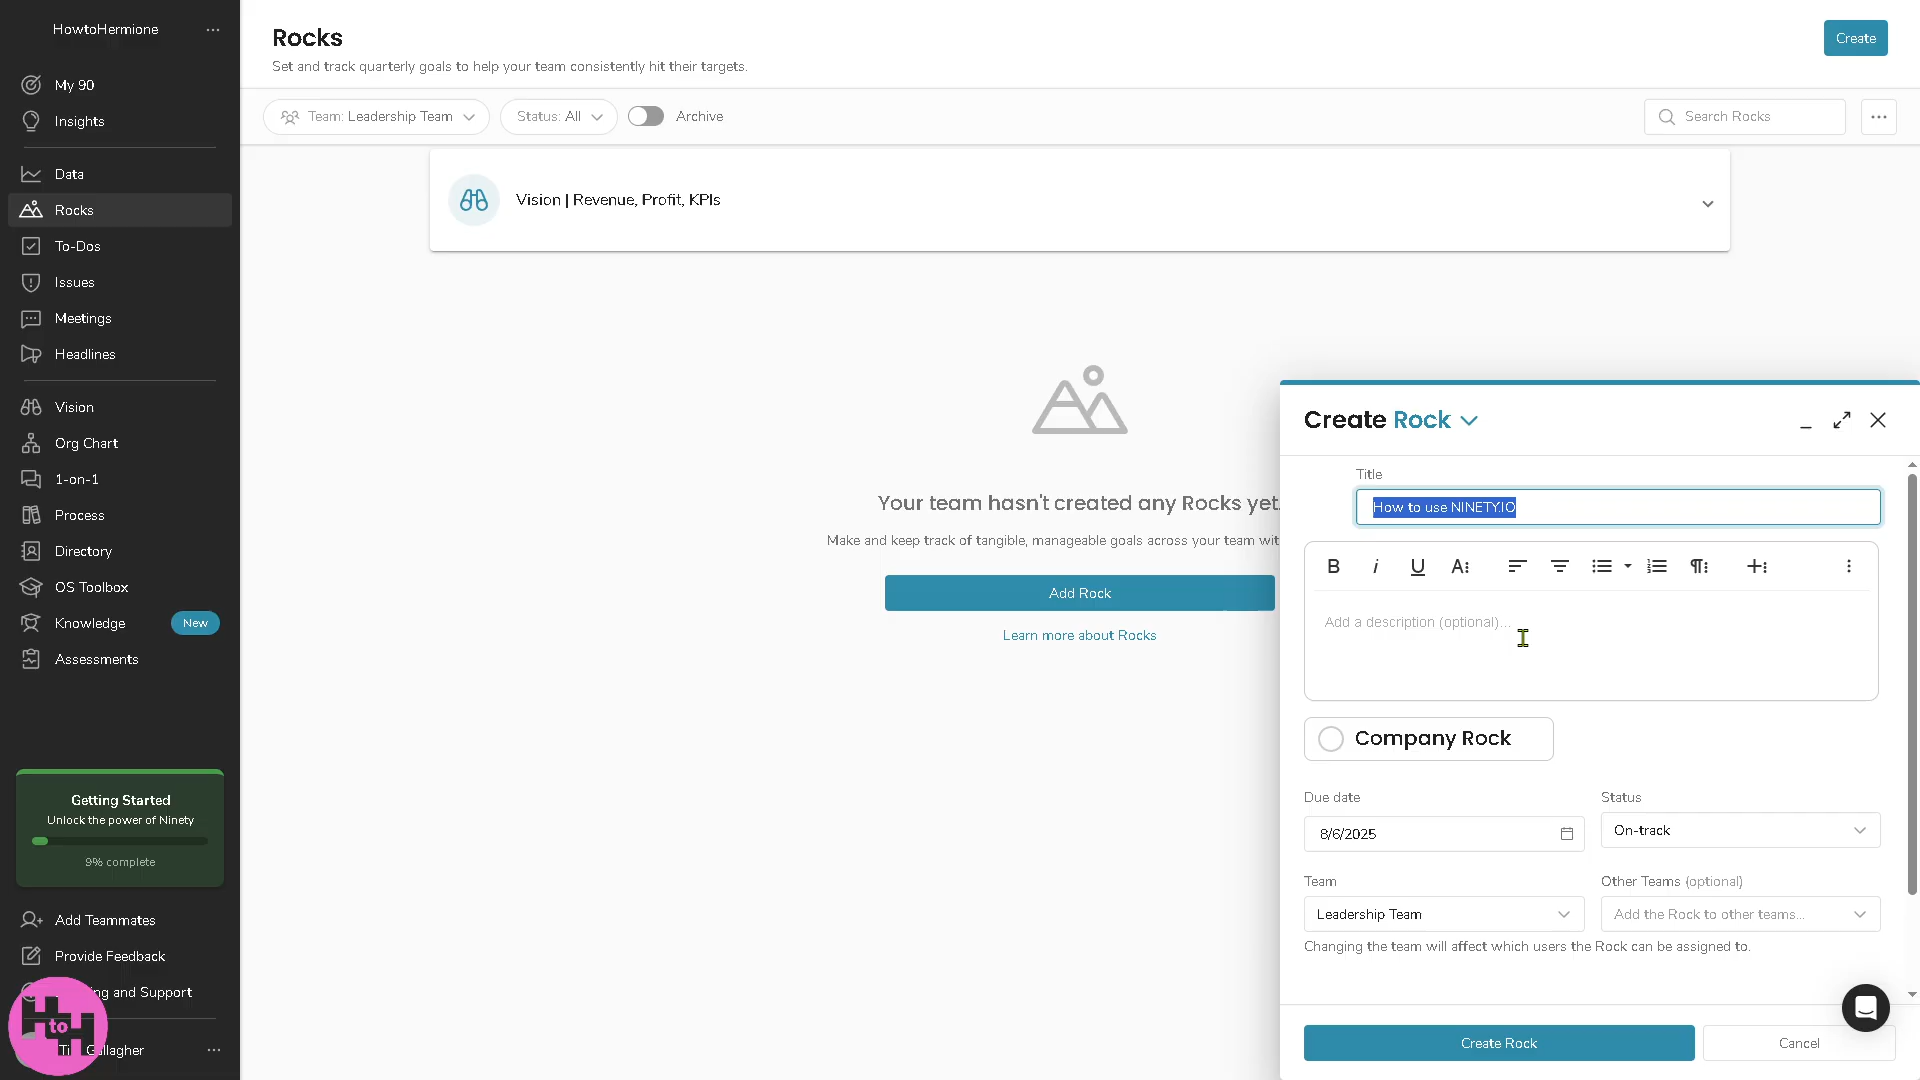 HowtoHermione
My 90
Insights
Data
Rocks
To-Dos
Issues
Meetings
Headlines
Vision
Org Chart
1-on-1
Process
Directory
OS Toolbox
Knowledge New
Assessments
Getting Started
Unlock the power of Ninety
9% complete
Add Teammates
Provide Feedback
ng and Support
H to H
Gallagher
Rocks
Set and track quarterly goals to help your team consistently hit their targets.
Create
Team: Leadership Team
Status: All
Archive
Search Rocks
Vision | Revenue, Profit, KPIs
Your team hasn't created any Rocks yet.
Make and keep track of tangible, manageable goals across your team wit
Add Rock
Learn more about Rocks
Create Rock
Title
How to use NINETY.IO
B i U A
Add a description (optional)...
Company Rock
Due date
8/6/2025
Status
On-track
Team
Leadership Team
Other Teams (optional)
Add the Rock to other teams...
Changing the team will affect which users the Rock can be assigned to.
Create Rock
Cancel